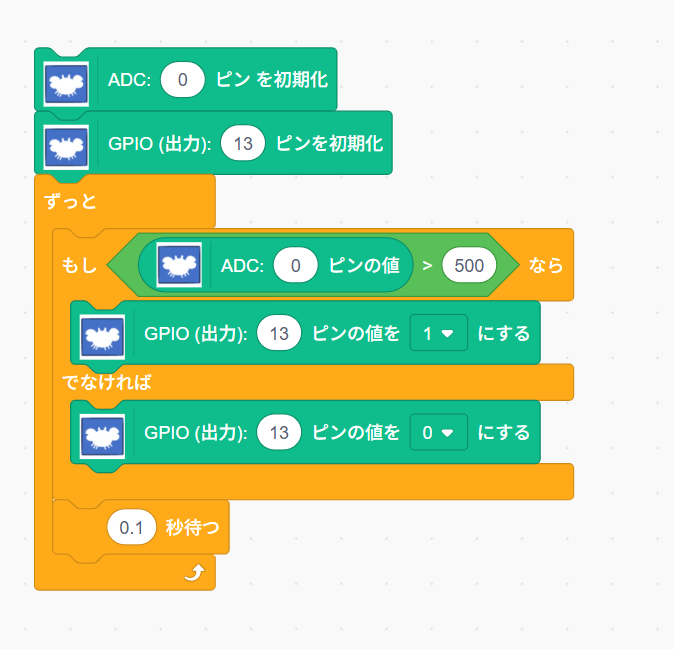 ADC: 0 ピン を初期化
GPIO (出力): 13 ピンを初期化
ずっと
もし ADC: 0 ピンの値 > 500 なら
GPIO (出力): 13 ピンの値を 1 にする
でなければ
GPIO (出力): 13 ピンの値を 0 にする
0.1 秒待つ